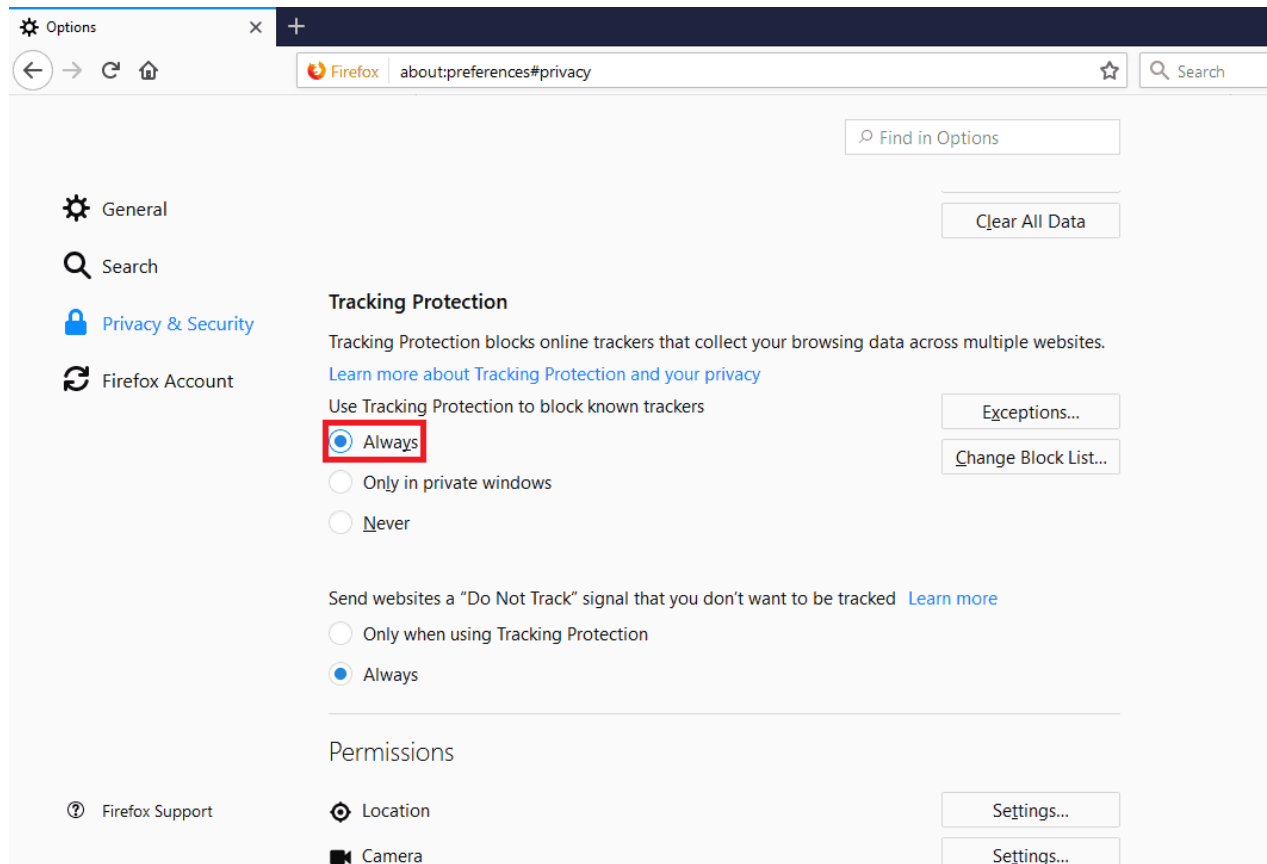 Options
Firefox about:preferences#privacy Search
Find in Options
General
Clear All Data
Search
Tracking Protection
Privacy & Security
Tracking Protection blocks online trackers that collect your browsing data across multiple websites.
Learn more about Tracking Protection and your privacy
Firefox Account
Use Tracking Protection to block known trackers
Exceptions...
Always
Change Block List...
Only in private windows
Never
Send websites a “Do Not Track” signal that you don’t want to be tracked Learn more
Only when using Tracking Protection
Always
Permissions
Firefox Support
Location Settings...
Camera Settings...